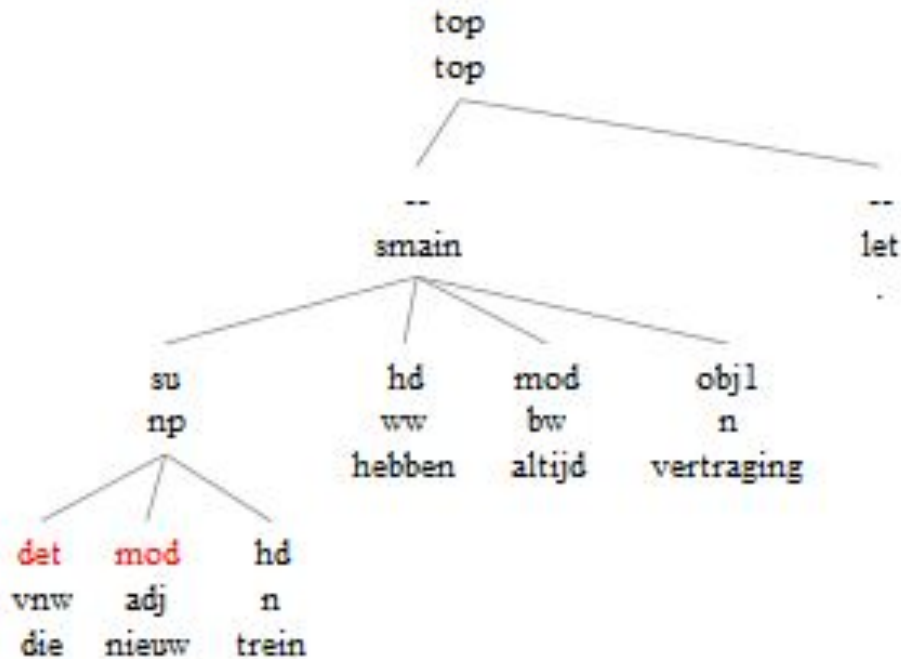 top
top
--
--
smain
let
.
su hd mod obj1
np ww bw n
hebben altijd vertraging
det mod hd
vnw adj n
die nieuw trein